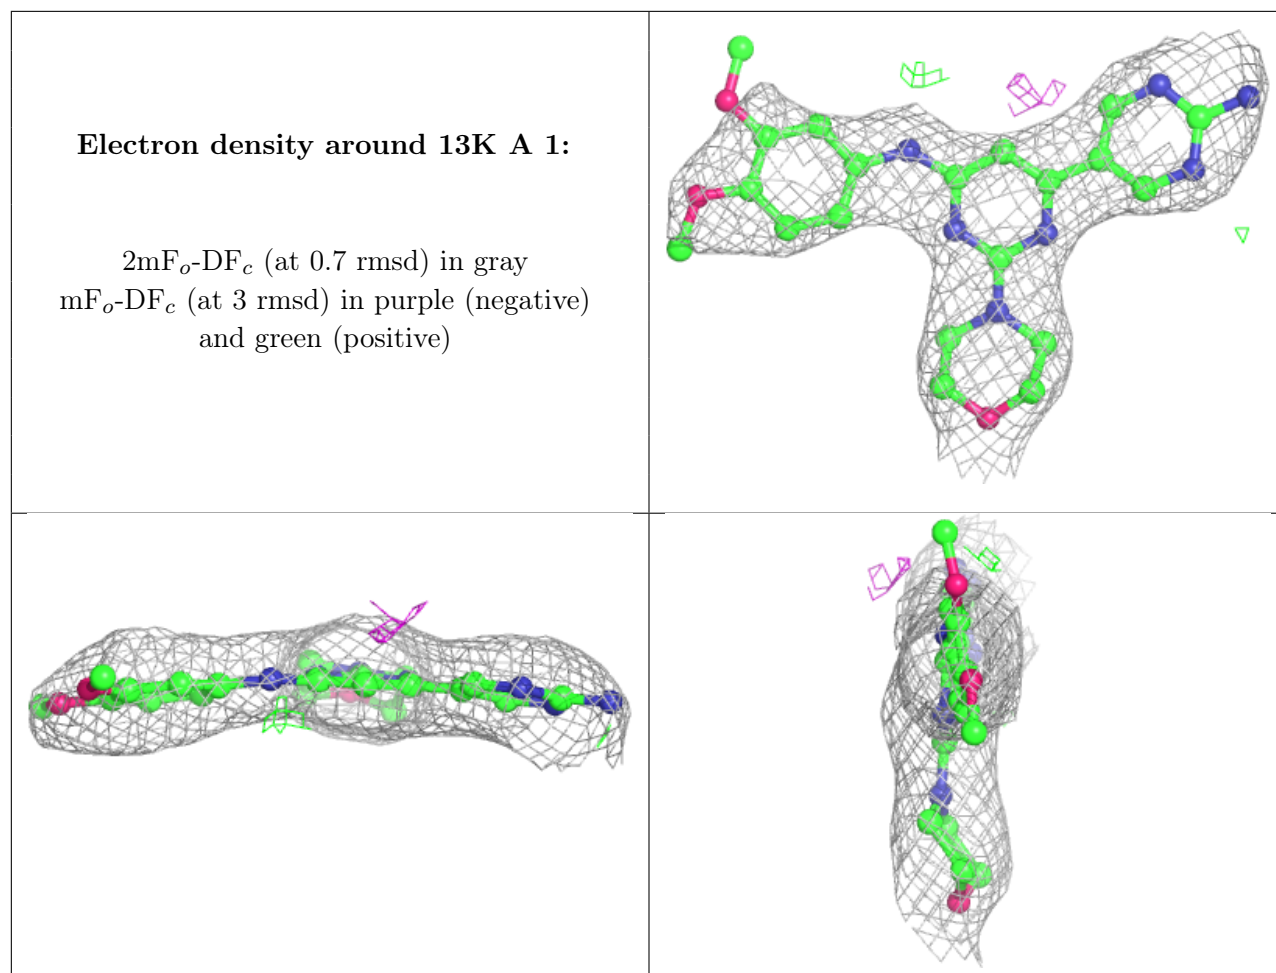 Electron density around 13K A 1:
2mFo-DFc (at 0.7 rmsd) in gray
mFo-DFc (at 3 rmsd) in purple (negative)
and green (positive)